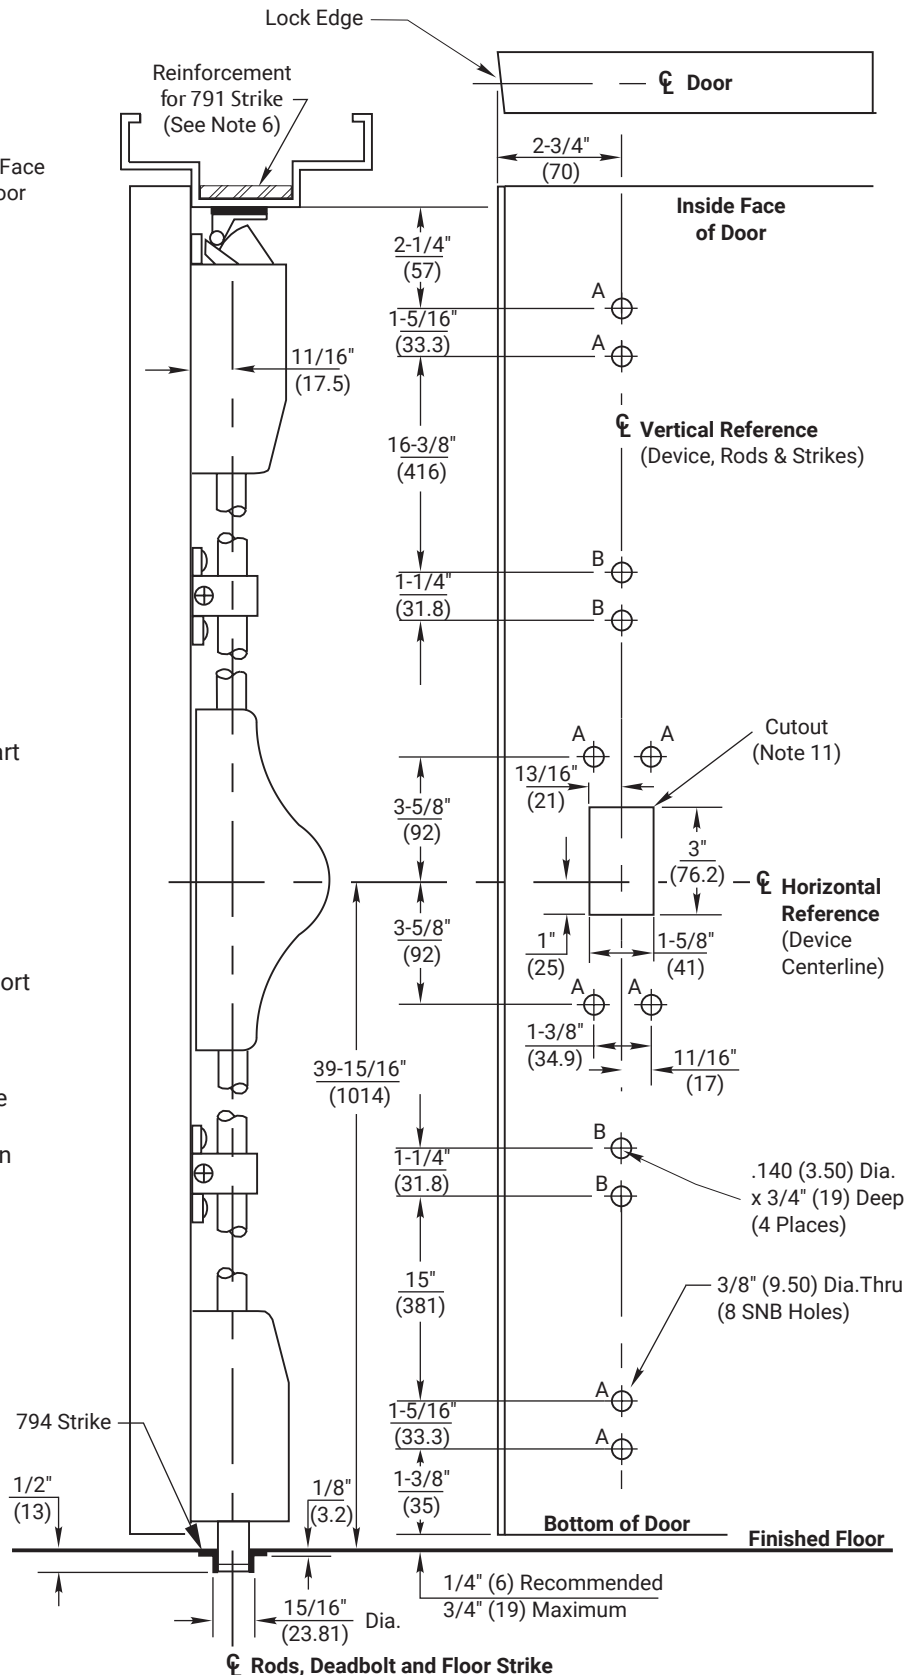 Lock Edge
Reinforcement
for 791 Strike
(See Note 6)
℄ Door
2-3/4"
(70)
Face
oor
Inside Face
of Door
2-1/4"
(57)
A
1-5/16"
(33.3)
A
11/16"
(17.5)
℄ Vertical Reference
(Device, Rods & Strikes)
16-3/8"
(416)
B
1-1/4"
(31.8)
B
art
A
A
Cutout
(Note 11)
13/16"
(21)
3-5/8"
(92)
3"
(76.2)
℄ Horizontal
Reference
(Device
Centerline)
3-5/8"
(92)
1"
(25)
1-5/8"
(41)
ort
A
A
1-3/8"
(34.9)
11/16"
(17)
39-15/16"
(1014)
e
n
B
1-1/4"
(31.8)
B
.140 (3.50) Dia.
x 3/4" (19) Deep
(4 Places)
15"
(381)
3/8" (9.50) Dia.Thru
(8 SNB Holes)
A
1-5/16"
(33.3)
A
794 Strike
1-3/8"
(35)
1/2"
(13)
1/8"
(3.2)
Bottom of Door
Finished Floor
1/4" (6) Recommended
3/4" (19) Maximum
15/16"
(23.81)
Dia.
℄ Rods, Deadbolt and Floor Strike